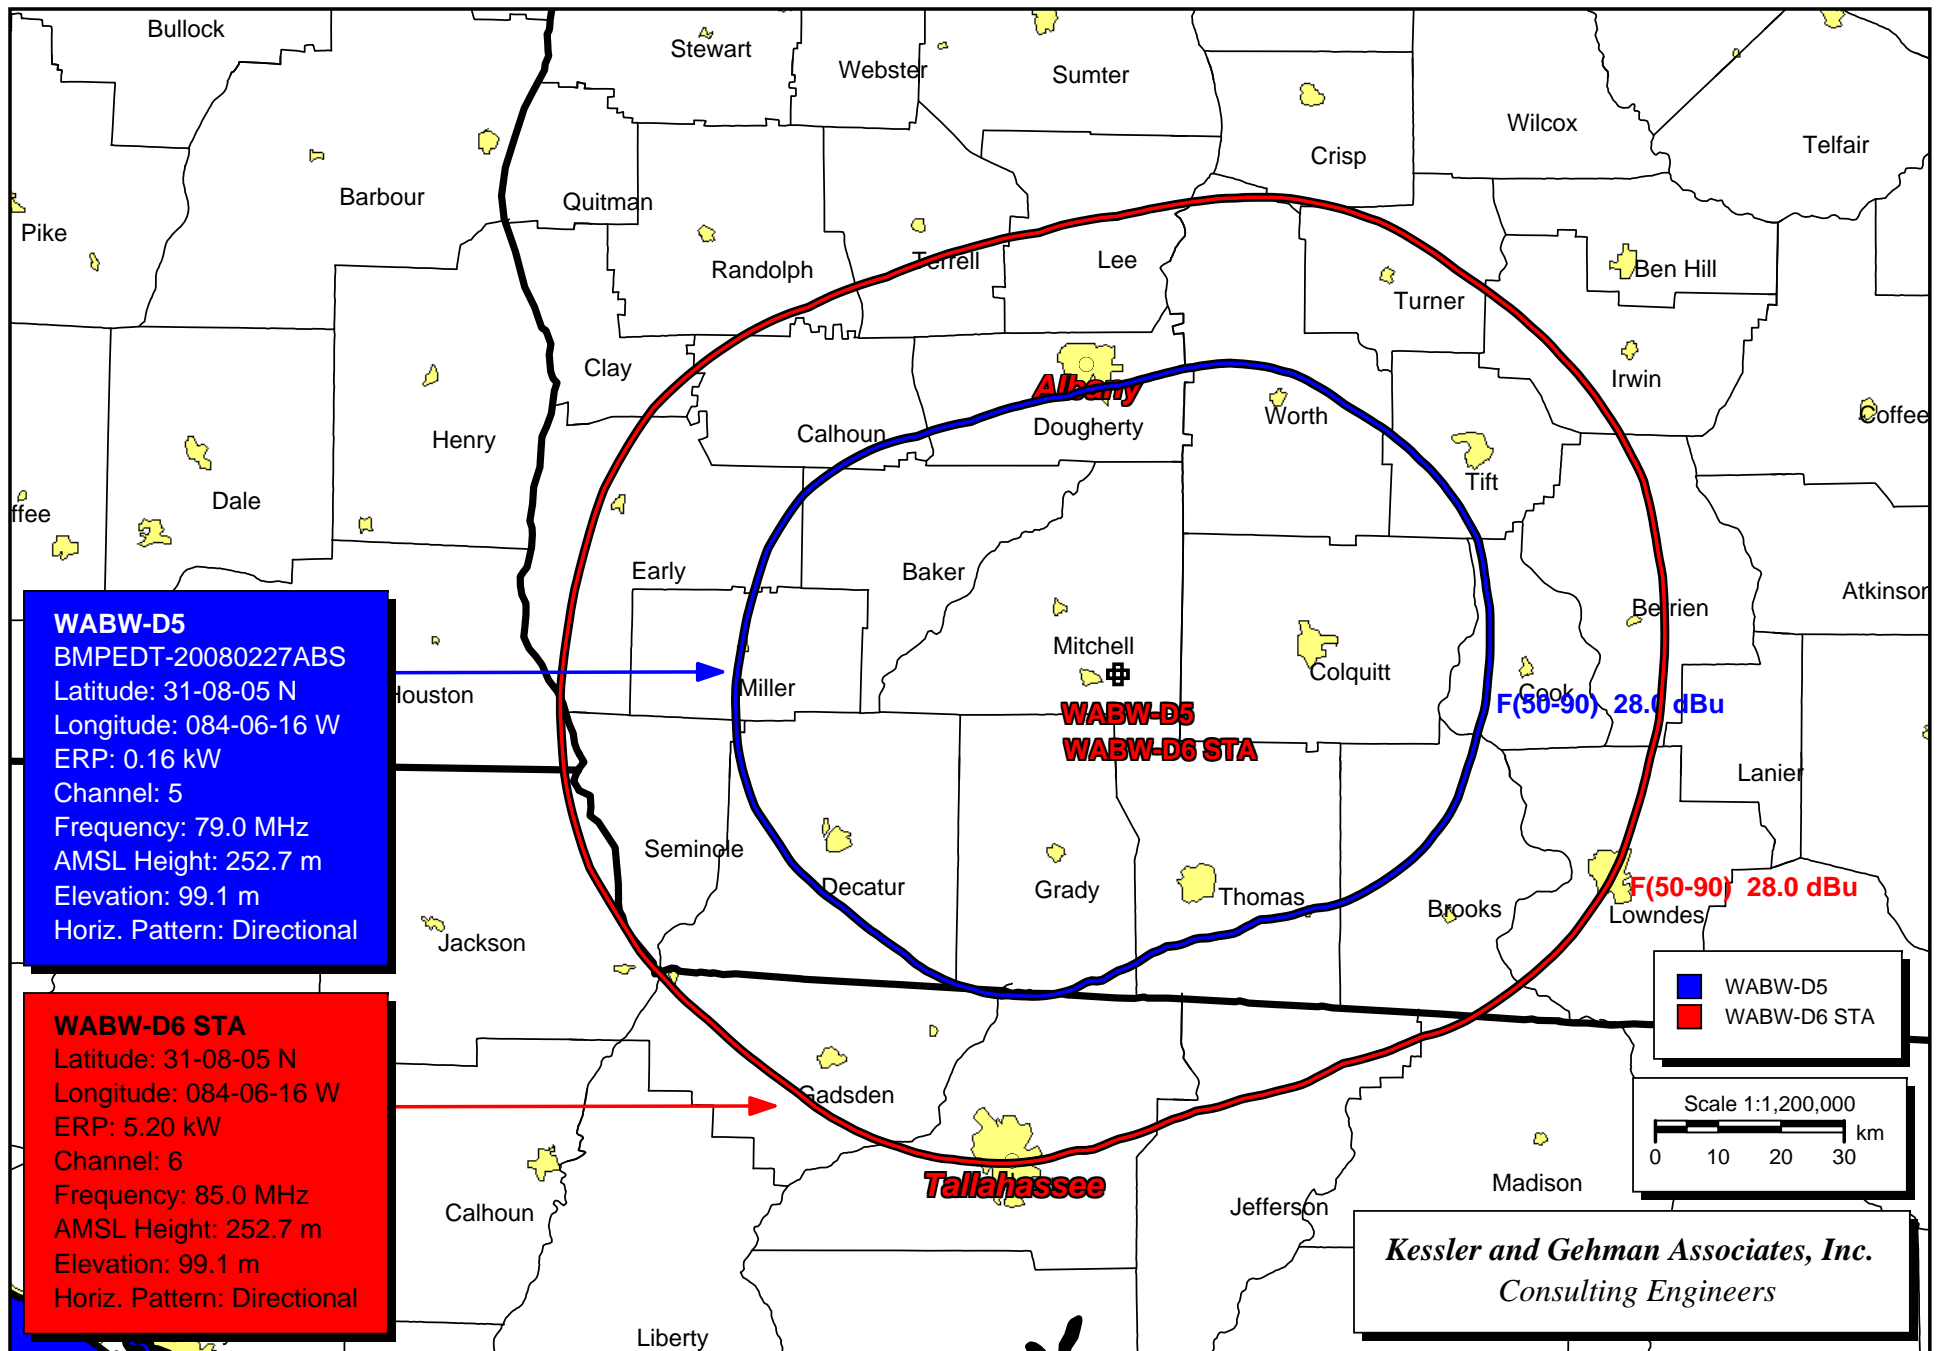 Bullock
Stewart
Webster
Sumter
Wilcox
Telfair
Crisp
Barbour
Quitman
Pike
Randolph
Terrell
Lee
Ben Hill
Turner
Clay
Irwin
Albany
Worth
Coffee
Henry
Calhoun
Dougherty
Tift
Dale
ffee
Early
Baker
Atkinson
Berrien
Mitchell
Colquitt
Miller
Houston
Cook
F(50-90) 28.0 dBu
WABW-D5
WABW-D6 STA
Lanier
Seminole
Decatur
Grady
Thomas
Brooks
F(50-90) 28.0 dBu
Lowndes
Jackson
Gadsden
Tallahassee
Calhoun
Jefferson
Madison
Liberty
WABW-D5
BMPEDT-20080227ABS
Latitude: 31-08-05 N
Longitude: 084-06-16 W
ERP: 0.16 kW
Channel: 5
Frequency: 79.0 MHz
AMSL Height: 252.7 m
Elevation: 99.1 m
Horiz. Pattern: Directional
WABW-D6 STA
Latitude: 31-08-05 N
Longitude: 084-06-16 W
ERP: 5.20 kW
Channel: 6
Frequency: 85.0 MHz
AMSL Height: 252.7 m
Elevation: 99.1 m
Horiz. Pattern: Directional
WABW-D5
WABW-D6 STA
Scale 1:1,200,000
km
0 10 20 30
Kessler and Gehman Associates, Inc.
Consulting Engineers